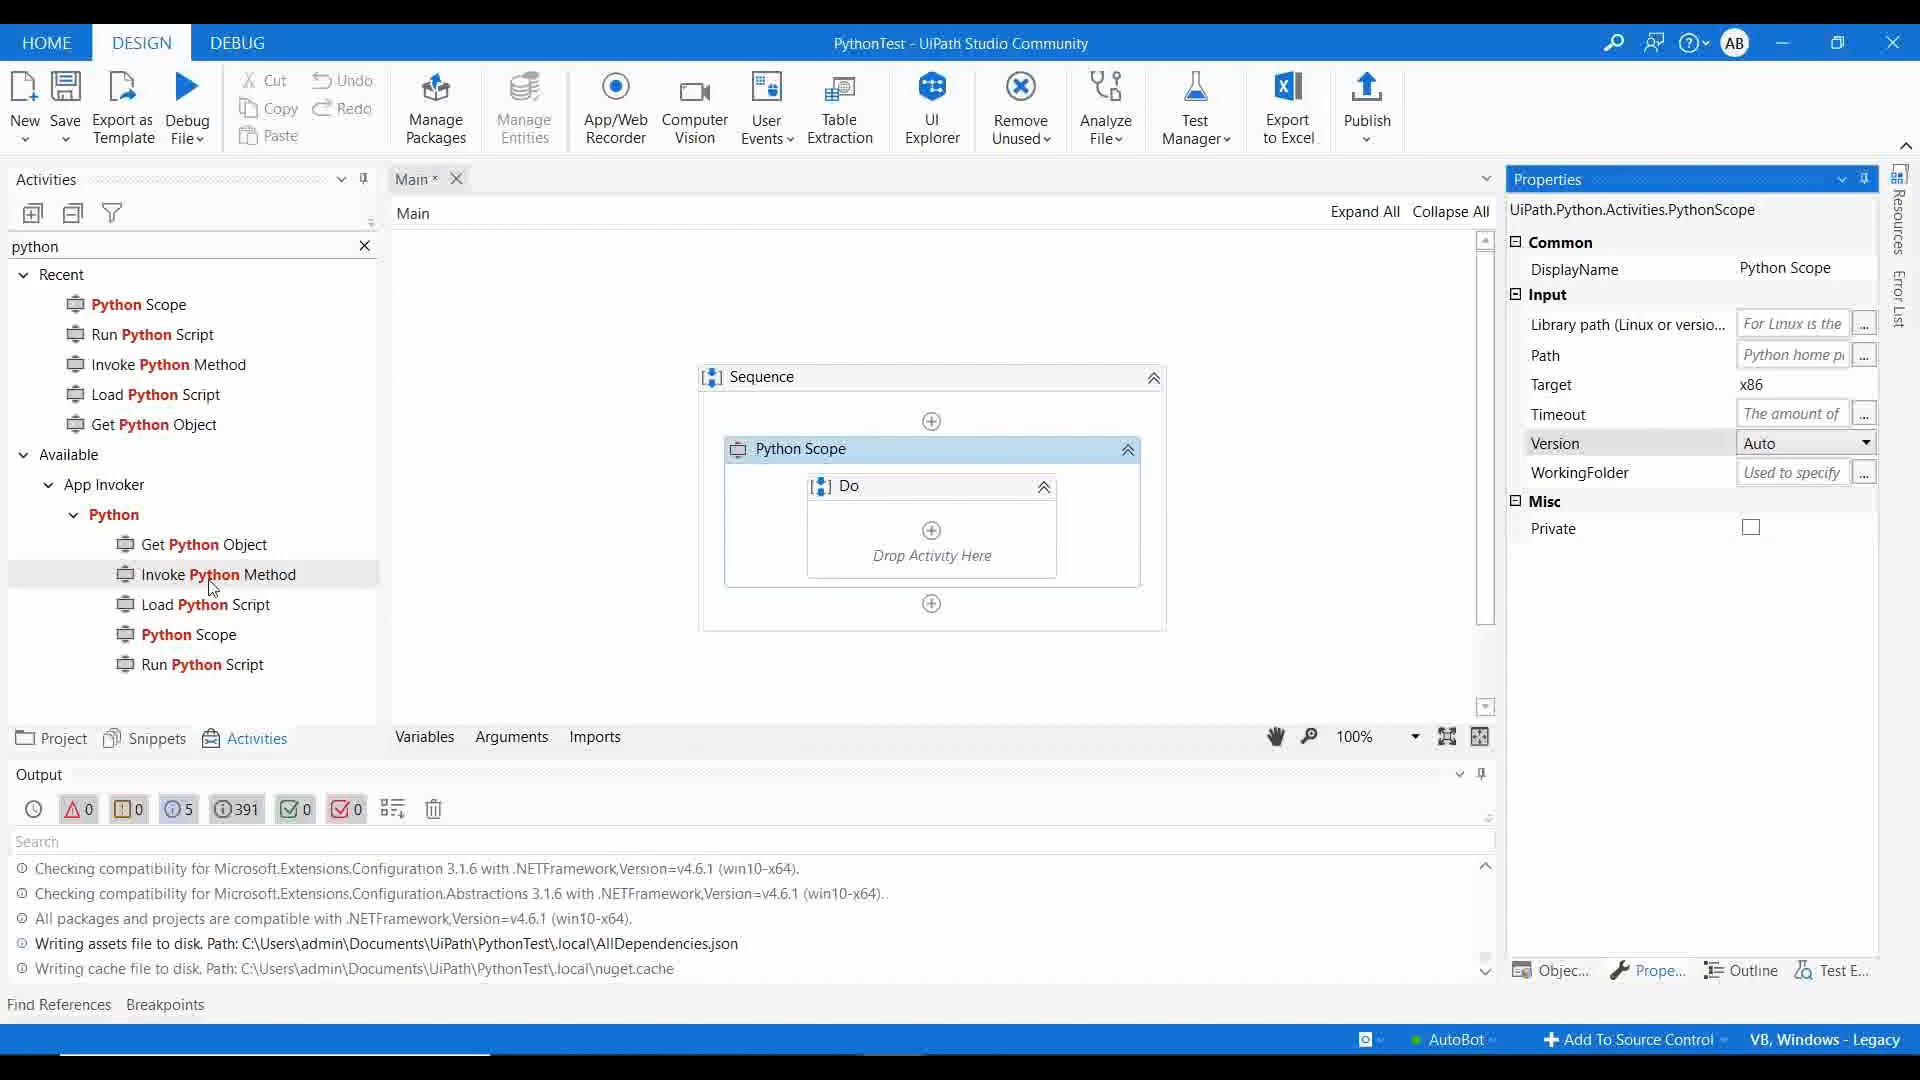 HOME DESIGN DEBUG PythonTest - UiPath Studio Community AB
New Save Export as Template Debug File Cut Copy Paste Undo Redo Manage Packages Manage Entities App/Web Recorder Computer Vision User Events Table Extraction UI Explorer Remove Unused Analyze File Test Manager Export to Excel Publish
Activities
python
Recent
Python Scope
Run Python Script
Invoke Python Method
Load Python Script
Get Python Object
Available
App Invoker
Python
Get Python Object
Invoke Python Method
Load Python Script
Python Scope
Run Python Script
Project Snippets Activities
Main *
Main Expand All Collapse All
Sequence
Python Scope
Do
Drop Activity Here
Variables Arguments Imports 100%
Properties
UiPath.Python.Activities.PythonScope
Common
DisplayName Python Scope
Input
Library path (Linux or versio... For Linux is the ...
Path Python home p ...
Target x86
Timeout The amount of ...
Version Auto
WorkingFolder Used to specify ...
Misc
Private
Resources
Error List
Objec... Prope... Outline Test E...
Output
0 0 5 391 0 0
Search
Checking compatibility for Microsoft.Extensions.Configuration 3.1.6 with .NETFramework,Version=v4.6.1 (win10-x64).
Checking compatibility for Microsoft.Extensions.Configuration.Abstractions 3.1.6 with .NETFramework,Version=v4.6.1 (win10-x64).
All packages and projects are compatible with .NETFramework,Version=v4.6.1 (win10-x64).
Writing assets file to disk. Path: C:\Users\admin\Documents\UiPath\PythonTest\.local\AllDependencies.json
Writing cache file to disk. Path: C:\Users\admin\Documents\UiPath\PythonTest\.local\nuget.cache
Find References Breakpoints
AutoBot Add To Source Control VB, Windows - Legacy